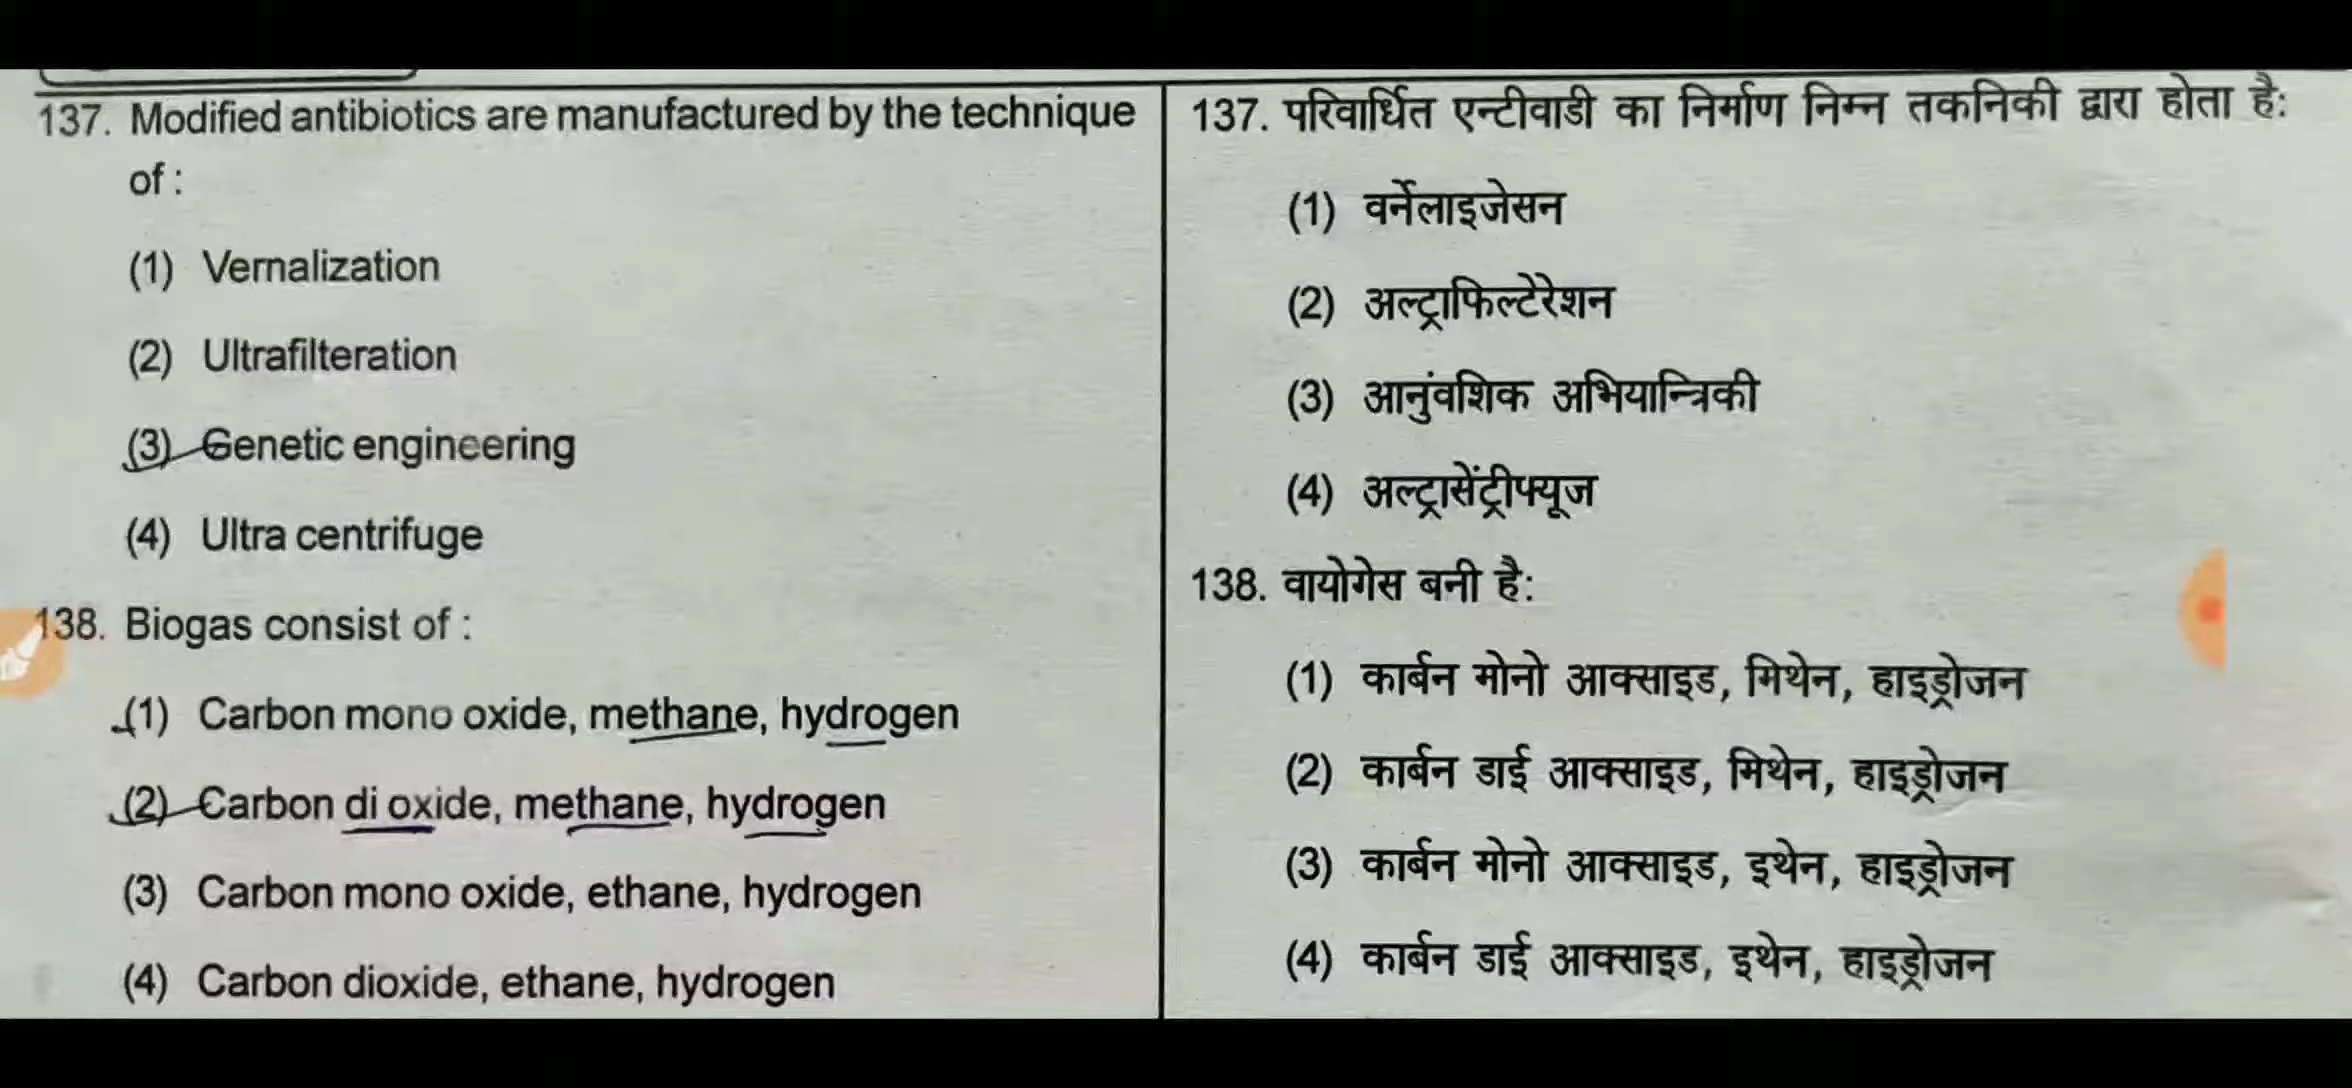 137. Modified antibiotics are manufactured by the technique
of :
(1) Vernalization
(2) Ultrafilteration
(3) Genetic engineering
(4) Ultra centrifuge
138. Biogas consist of :
(1) Carbon mono oxide, methane, hydrogen
(2) Carbon di oxide, methane, hydrogen
(3) Carbon mono oxide, ethane, hydrogen
(4) Carbon dioxide, ethane, hydrogen
137. परिवार्धित एन्टीवाडी का निर्माण निम्न तकनिकी द्वारा होता है:
(1) वर्नेलाइजेसन
(2) अल्ट्राफिल्टेरेशन
(3) आनुंवशिक अभियान्त्रिकी
(4) अल्ट्रासेंट्रीफ्यूज
138. वायोगेस बनी है:
(1) कार्बन मोनो आक्साइड, मिथेन, हाइड्रोजन
(2) कार्बन डाई आक्साइड, मिथेन, हाइड्रोजन
(3) कार्बन मोनो आक्साइड, इथेन, हाइड्रोजन
(4) कार्बन डाई आक्साइड, इथेन, हाइड्रोजन